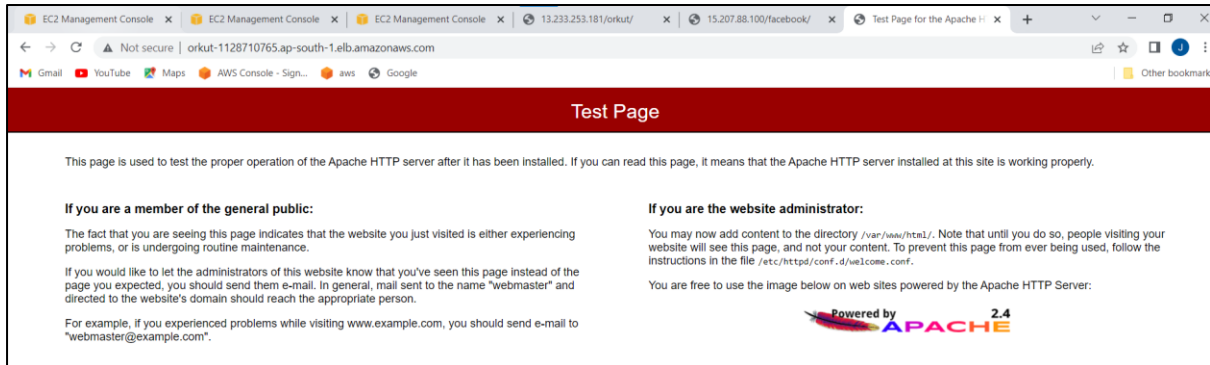 EC2 Management Console
EC2 Management Console
EC2 Management Console
13.233.253.181/orkut/
15.207.88.100/facebook/
Test Page for the Apache H
Not secure | orkut-1128710765.ap-south-1.elb.amazonaws.com
J
Gmail YouTube Maps AWS Console - Sign... aws Google Other bookmark
Test Page
This page is used to test the proper operation of the Apache HTTP server after it has been installed. If you can read this page, it means that the Apache HTTP server installed at this site is working properly.
If you are a member of the general public:
The fact that you are seeing this page indicates that the website you just visited is either experiencing
problems, or is undergoing routine maintenance.
If you would like to let the administrators of this website know that you've seen this page instead of the
page you expected, you should send them e-mail. In general, mail sent to the name "webmaster" and
directed to the website's domain should reach the appropriate person.
For example, if you experienced problems while visiting www.example.com, you should send e-mail to
"webmaster@example.com".
If you are the website administrator:
You may now add content to the directory /var/www/html/. Note that until you do so, people visiting your
website will see this page, and not your content. To prevent this page from ever being used, follow the
instructions in the file /etc/httpd/conf.d/welcome.conf.
You are free to use the image below on web sites powered by the Apache HTTP Server:
Powered by 2.4
APACHE